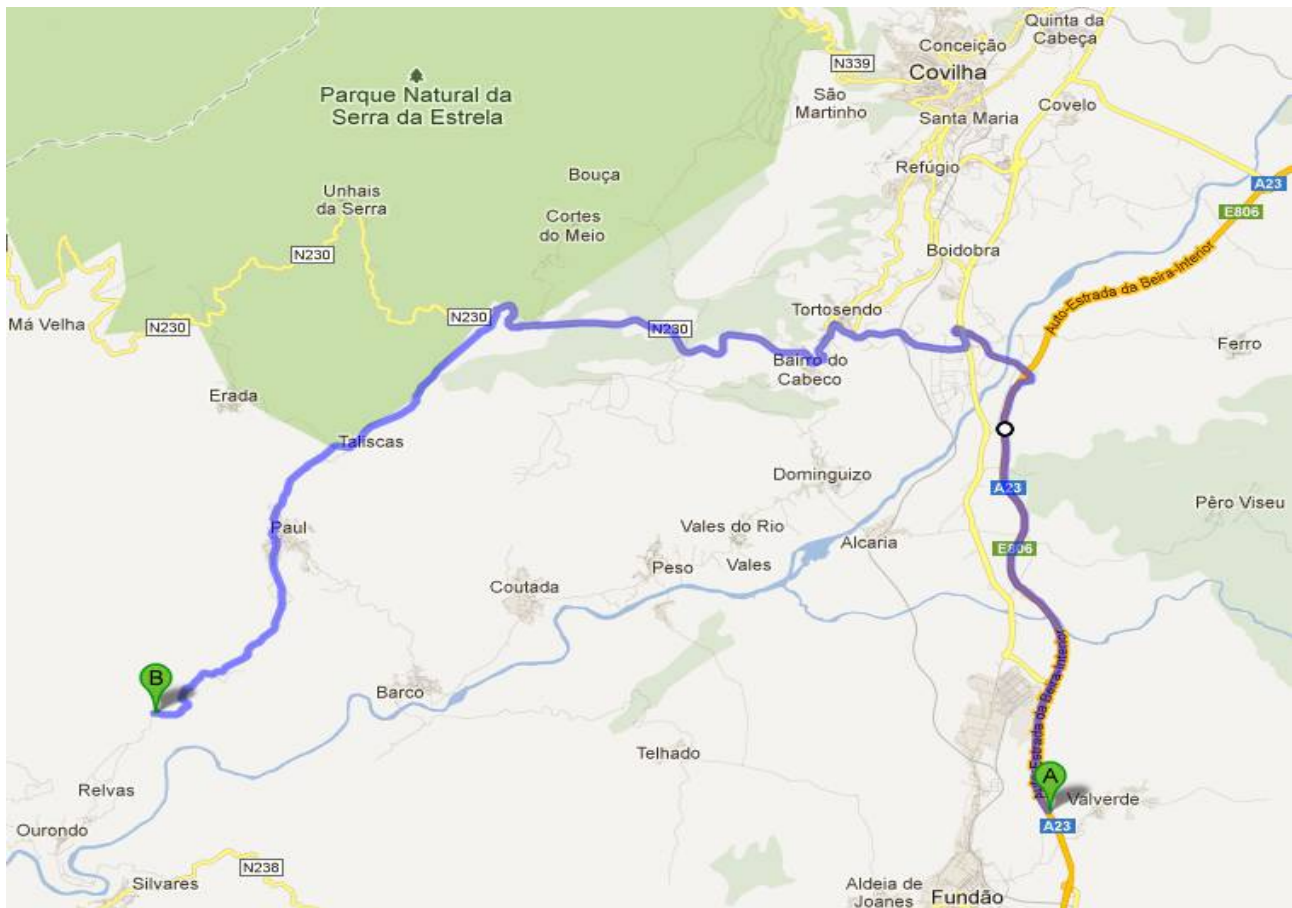 Quinta da
Cabeça
Conceição
N339
Covilha
Parque Natural da
Serra da Estrela
São
Martinho
Covelo
Santa Maria
Refúgio
Bouça
A23
E806
Unhais
da Serra
Cortes
do Meio
N230
Boidobra
Auto-Estrada da Beira-Interior
Má Velha
N230
N230
N230
Tortosendo
Ferro
Bairro do
Cabeco
Erada
Taliscas
Dominguizo
A23
Pêro Viseu
Paul
Vales do Rio
Alcaria
E806
Peso
Vales
Coutada
B
Barco
Auto-Estrada da Beira-Interior
Telhado
A
Relvas
Valverde
A23
Ourondo
N238
Silvares
Aldeia de
Joanes
Fundão